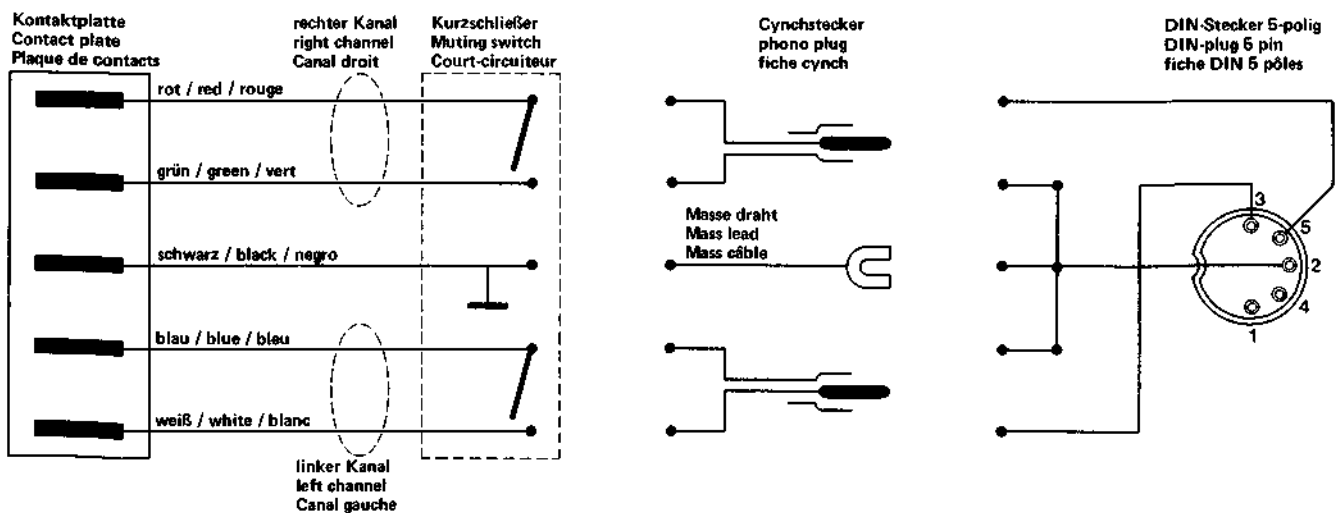 Kontaktplatte
Contact plate
Plaque de contacts
rechter Kanal
right channel
Canal droit
Kurzschließer
Muting switch
Court-circuiteur
Cynchstecker
phono plug
fiche cynch
DIN-Stecker 5-polig
DIN-plug 5 pin
fiche DIN 5 pôles
rot / red / rouge
grün / green / vert
schwarz / black / negro
blau / blue / bleu
weiß / white / blanc
linker Kanal
left channel
Canal gauche
Masse draht
Mass lead
Mass câble
3
5
2
4
1